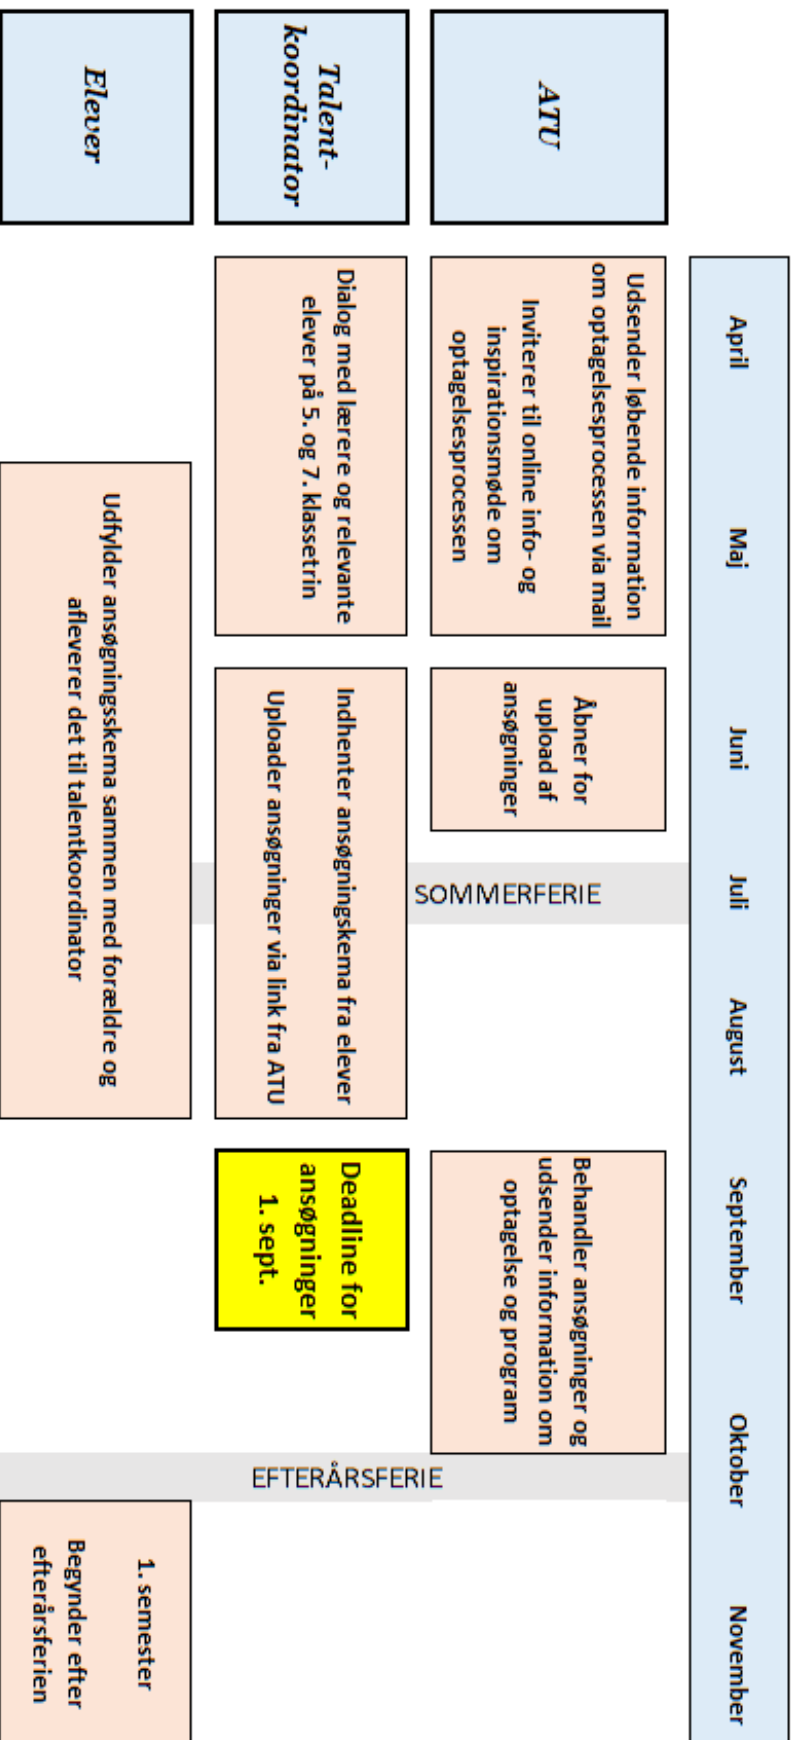 April Maj Juni Juli August September Oktober November
ATU
Udsender løbende information
om optagelsesprocessen via mail
Inviterer til online info- og
inspirationsmøde om
optagelsesprocessen
Åbner for
upload af
ansøgninger
SOMMERFERIE
Behandler ansøgninger og
udsender information om
optagelse og program
EFTERÅRSFERIE
Talent-
koordinator
Dialog med lærere og relevante
elever på 5. og 7. klassetrin
Indhenter ansøgningskema fra elever
Uploader ansøgninger via link fra ATU
Deadline for
ansøgninger
1. sept.
Elever
Udfylder ansøgningsskema sammen med forældre og
afleverer det til talentkoordinator
1. semester
Begynder efter
efterårsferien